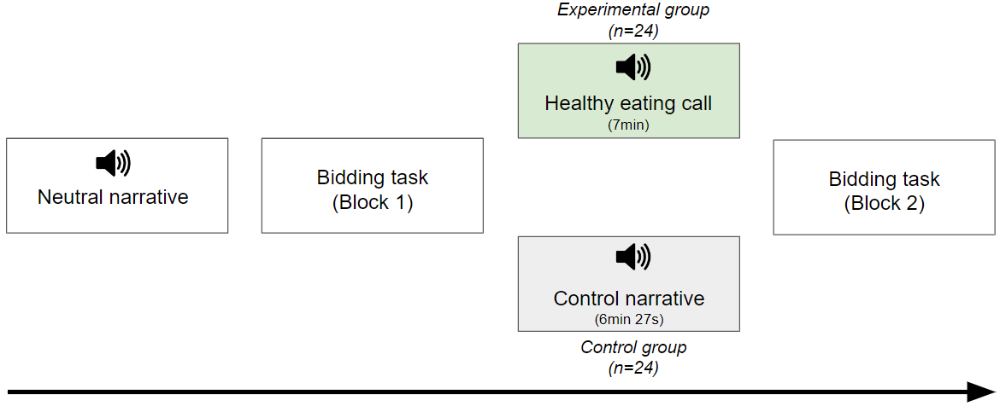 Experimental group
(n=24)
Healthy eating call
(7min)
Neutral narrative
Bidding task
(Block 1)
Bidding task
(Block 2)
Control narrative
(6min 27s)
Control group
(n=24)